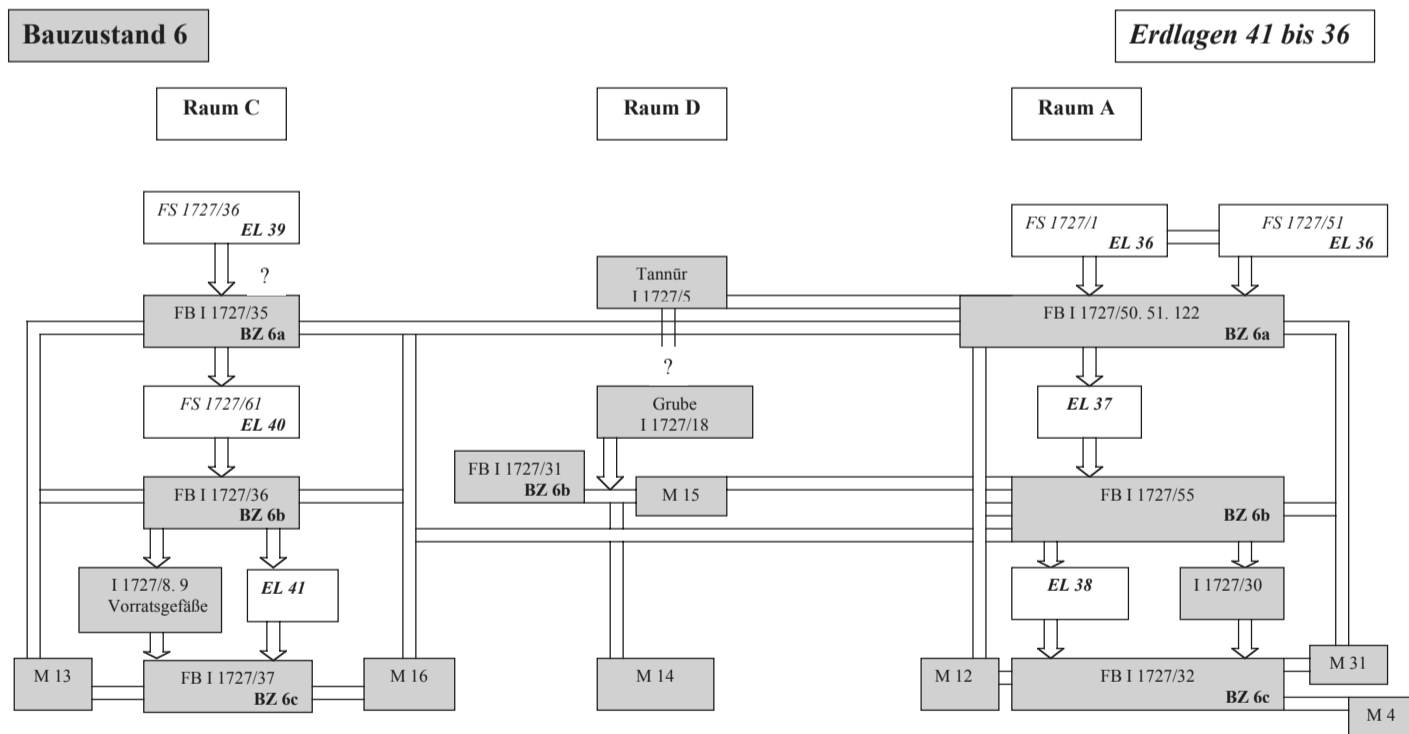 Bauzustand 6
Erdlagen 41 bis 36
Raum C
Raum D
Raum A
FS 1727/36
EL 39
?
FB I 1727/35
BZ 6a
FS 1727/61
EL 40
FB I 1727/36
BZ 6b
I 1727/8. 9
Vorratsgefäße
EL 41
M 13
FB I 1727/37
BZ 6c
M 16
Tannūr
I 1727/5
?
Grube
I 1727/18
FB I 1727/31
BZ 6b
M 15
M 14
FS 1727/1
EL 36
FS 1727/51
EL 36
FB I 1727/50. 51. 122
BZ 6a
EL 37
FB I 1727/55
BZ 6b
EL 38
I 1727/30
M 12
FB I 1727/32
BZ 6c
M 31
M 4